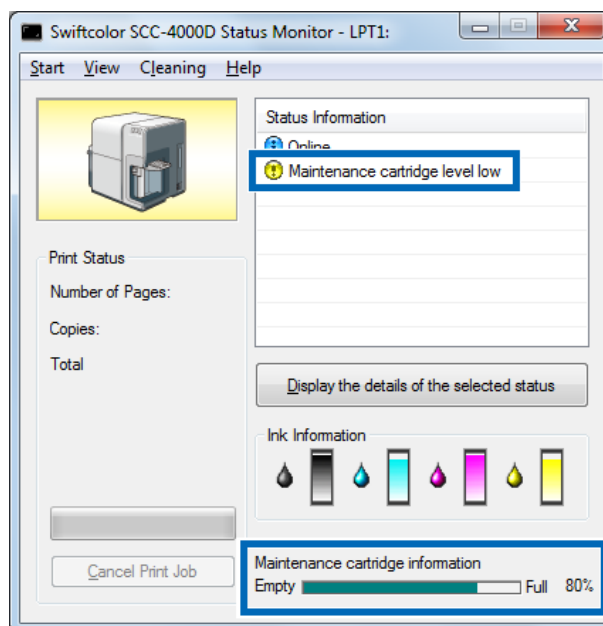 Swiftcolor SCC-4000D Status Monitor - LPT1:
Start View Cleaning Help
Status Information
Online
Maintenance cartridge level low
Print Status
Number of Pages:
Copies:
Total
Display the details of the selected status
Ink Information
Cancel Print Job
Maintenance cartridge information
Empty Full 80%